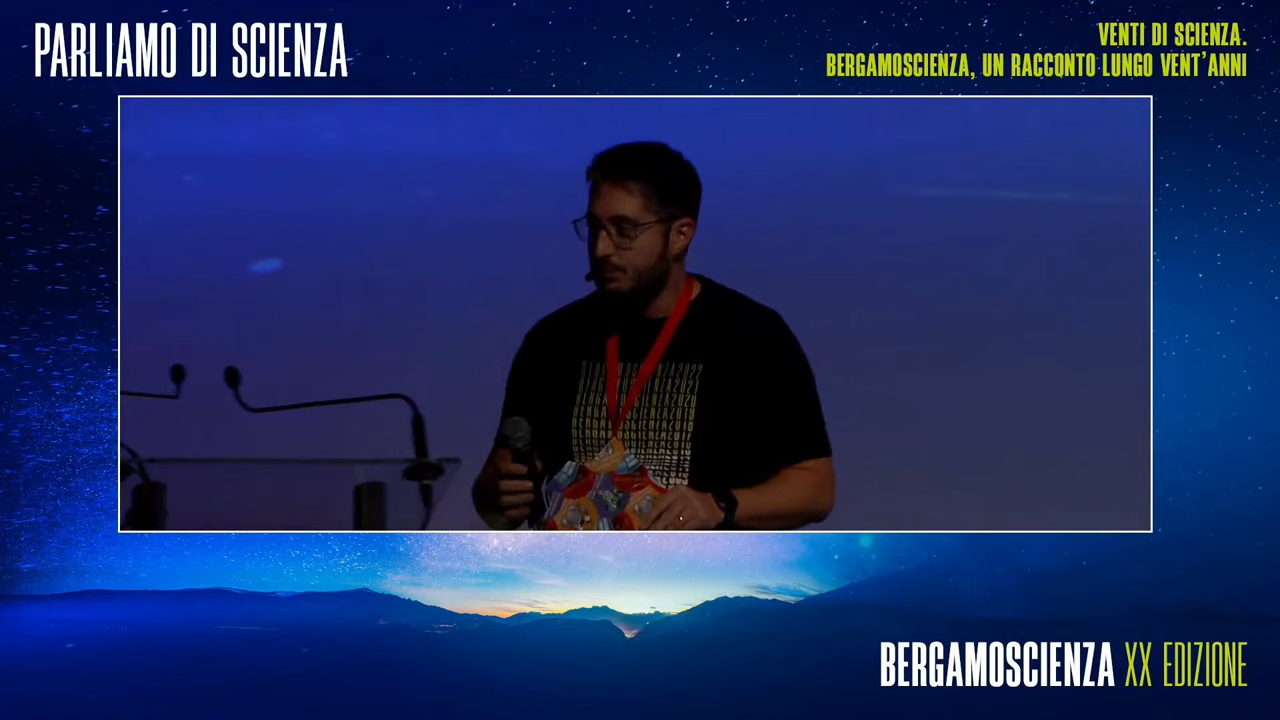 PARLIAMO DI SCIENZA
VENTI DI SCIENZA.
BERGAMOSCIENZA, UN RACCONTO LUNGO VENT'ANNI
BERGAMOSCIENZA XX EDIZIONE